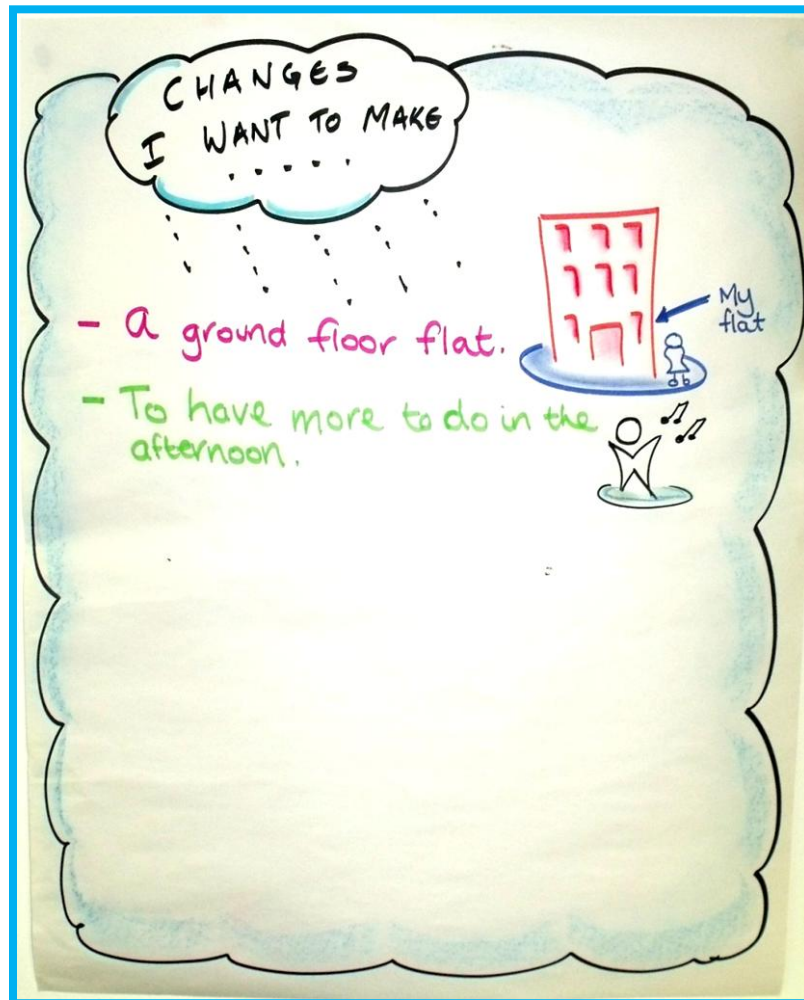 CHANGES
I WANT TO MAKE
.....
- A ground floor flat.
My
flat
- To have more to do in the
afternoon.